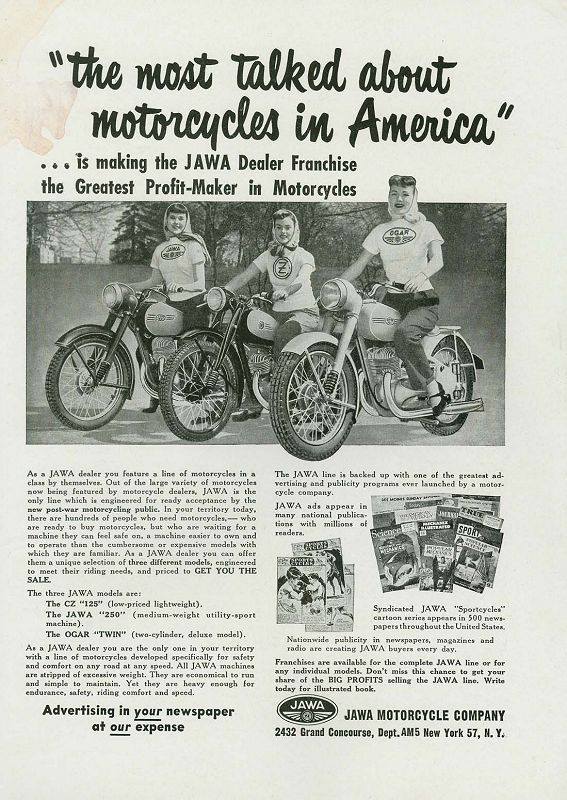 "the most talked about
motorcycles in America"
... is making the JAWA Dealer Franchise
the Greatest Profit-Maker in Motorcycles
JAWA
CZ
OGAR
As a JAWA dealer you feature a line of motorcycles in a
class by themselves. Out of the large variety of motorcycles
now being featured by motorcycle dealers, JAWA is the
only line which is engineered for ready acceptance by the
new post-war motorcycling public. In your territory today,
there are hundreds of people who need motorcycles,— who
are ready to buy motorcycles, but who are waiting for a
machine they can feel safe on, a machine easier to own and
to operate than the cumbersome or expensive models with
which they are familiar. As a JAWA dealer you can offer
them a unique selection of three different models, engineered
to meet their riding needs, and priced to GET YOU THE
SALE.
The three JAWA models are:
The CZ "125" (low-priced lightweight).
The JAWA "250" (medium-weight utility-sport
machine).
The OGAR "TWIN" (two-cylinder, deluxe model).
As a JAWA dealer you are the only one in your territory
with a line of motorcycles developed specifically for safety
and comfort on any road at any speed. All JAWA machines
are stripped of excessive weight. They are economical to run
and simple to maintain. Yet they are heavy enough for
endurance, safety, riding comfort and speed.
Advertising in your newspaper
at our expense
The JAWA line is backed up with one of the greatest ad-
vertising and publicity programs ever launched by a motor-
cycle company.
JAWA ads appear in
many national publica-
tions with millions of
readers.
Science
MECHANIX
ILLUSTRATED
SPORT
Syndicated JAWA "Sportcycles"
cartoon series appears in 500 news-
papers throughout the United States.
Nationwide publicity in newspapers, magazines and
radio are creating JAWA buyers every day.
Franchises are available for the complete JAWA line or for
any individual models. Don't miss this chance to get your
share of the BIG PROFITS selling the JAWA line. Write
today for illustrated book.
JAWA
JAWA MOTORCYCLE COMPANY
2432 Grand Concourse, Dept. AM5 New York 57, N. Y.